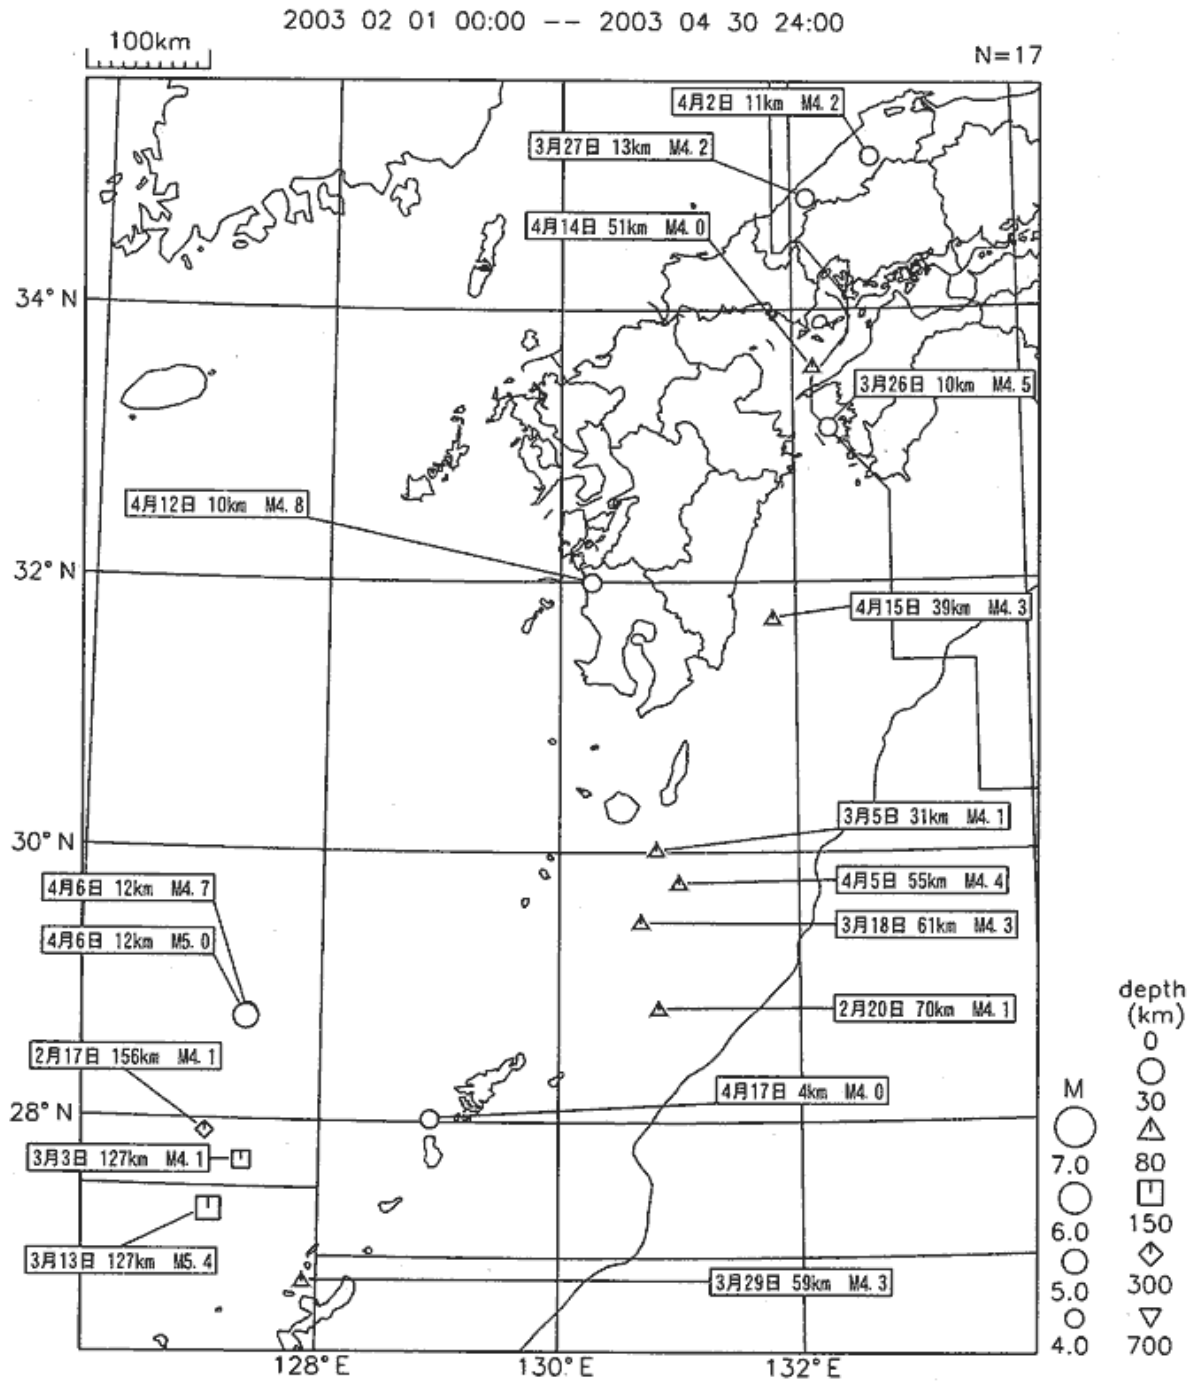 2003 02 01 00:00 -- 2003 04 30 24:00
100km
N=17
4月2日 11km M4.2
3月27日 13km M4.2
4月14日 51km M4.0
34°N
3月26日 10km M4.5
4月12日 10km M4.8
32°N
4月15日 39km M4.3
3月5日 31km M4.1
30°N
4月6日 12km M4.7
4月5日 55km M4.4
3月18日 61km M4.3
4月6日 12km M5.0
2月20日 70km M4.1
2月17日 156km M4.1
4月17日 4km M4.0
28°N
3月3日 127km M4.1
3月13日 127km M5.4
3月29日 59km M4.3
128°E
130°E
132°E
M
7.0
6.0
5.0
4.0
depth
(km)
0
30
80
150
300
700